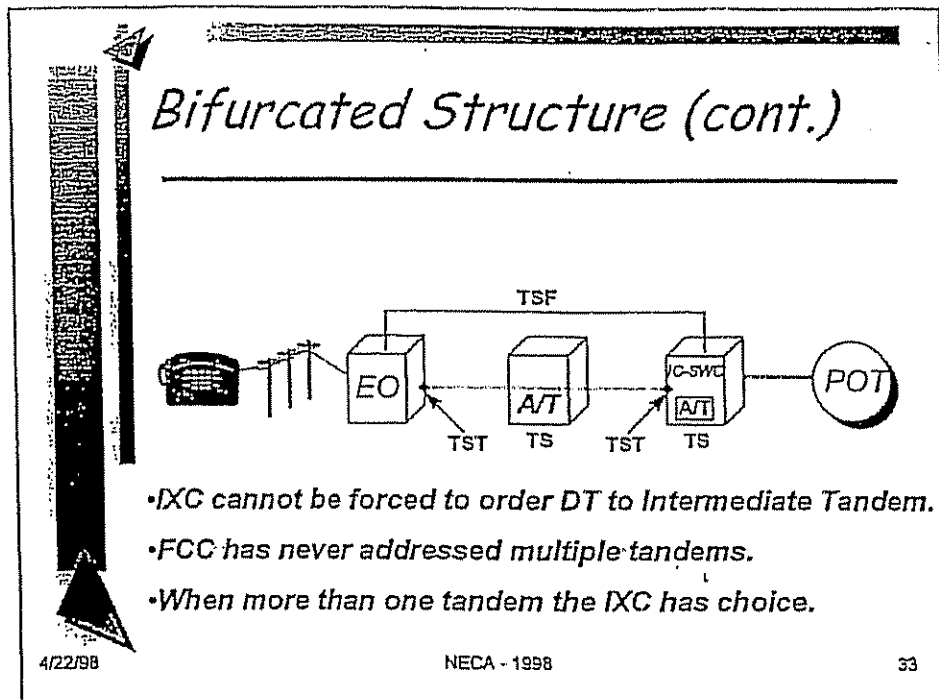 Bifurcated Structure (cont.)
TSF
EO
A/T
IC-SWC
A/T
POT
TST
TS
TST
TS
•IXC cannot be forced to order DT to Intermediate Tandem.
•FCC has never addressed multiple tandems.
•When more than one tandem the IXC has choice.
4/22/98
NECA - 1998
33